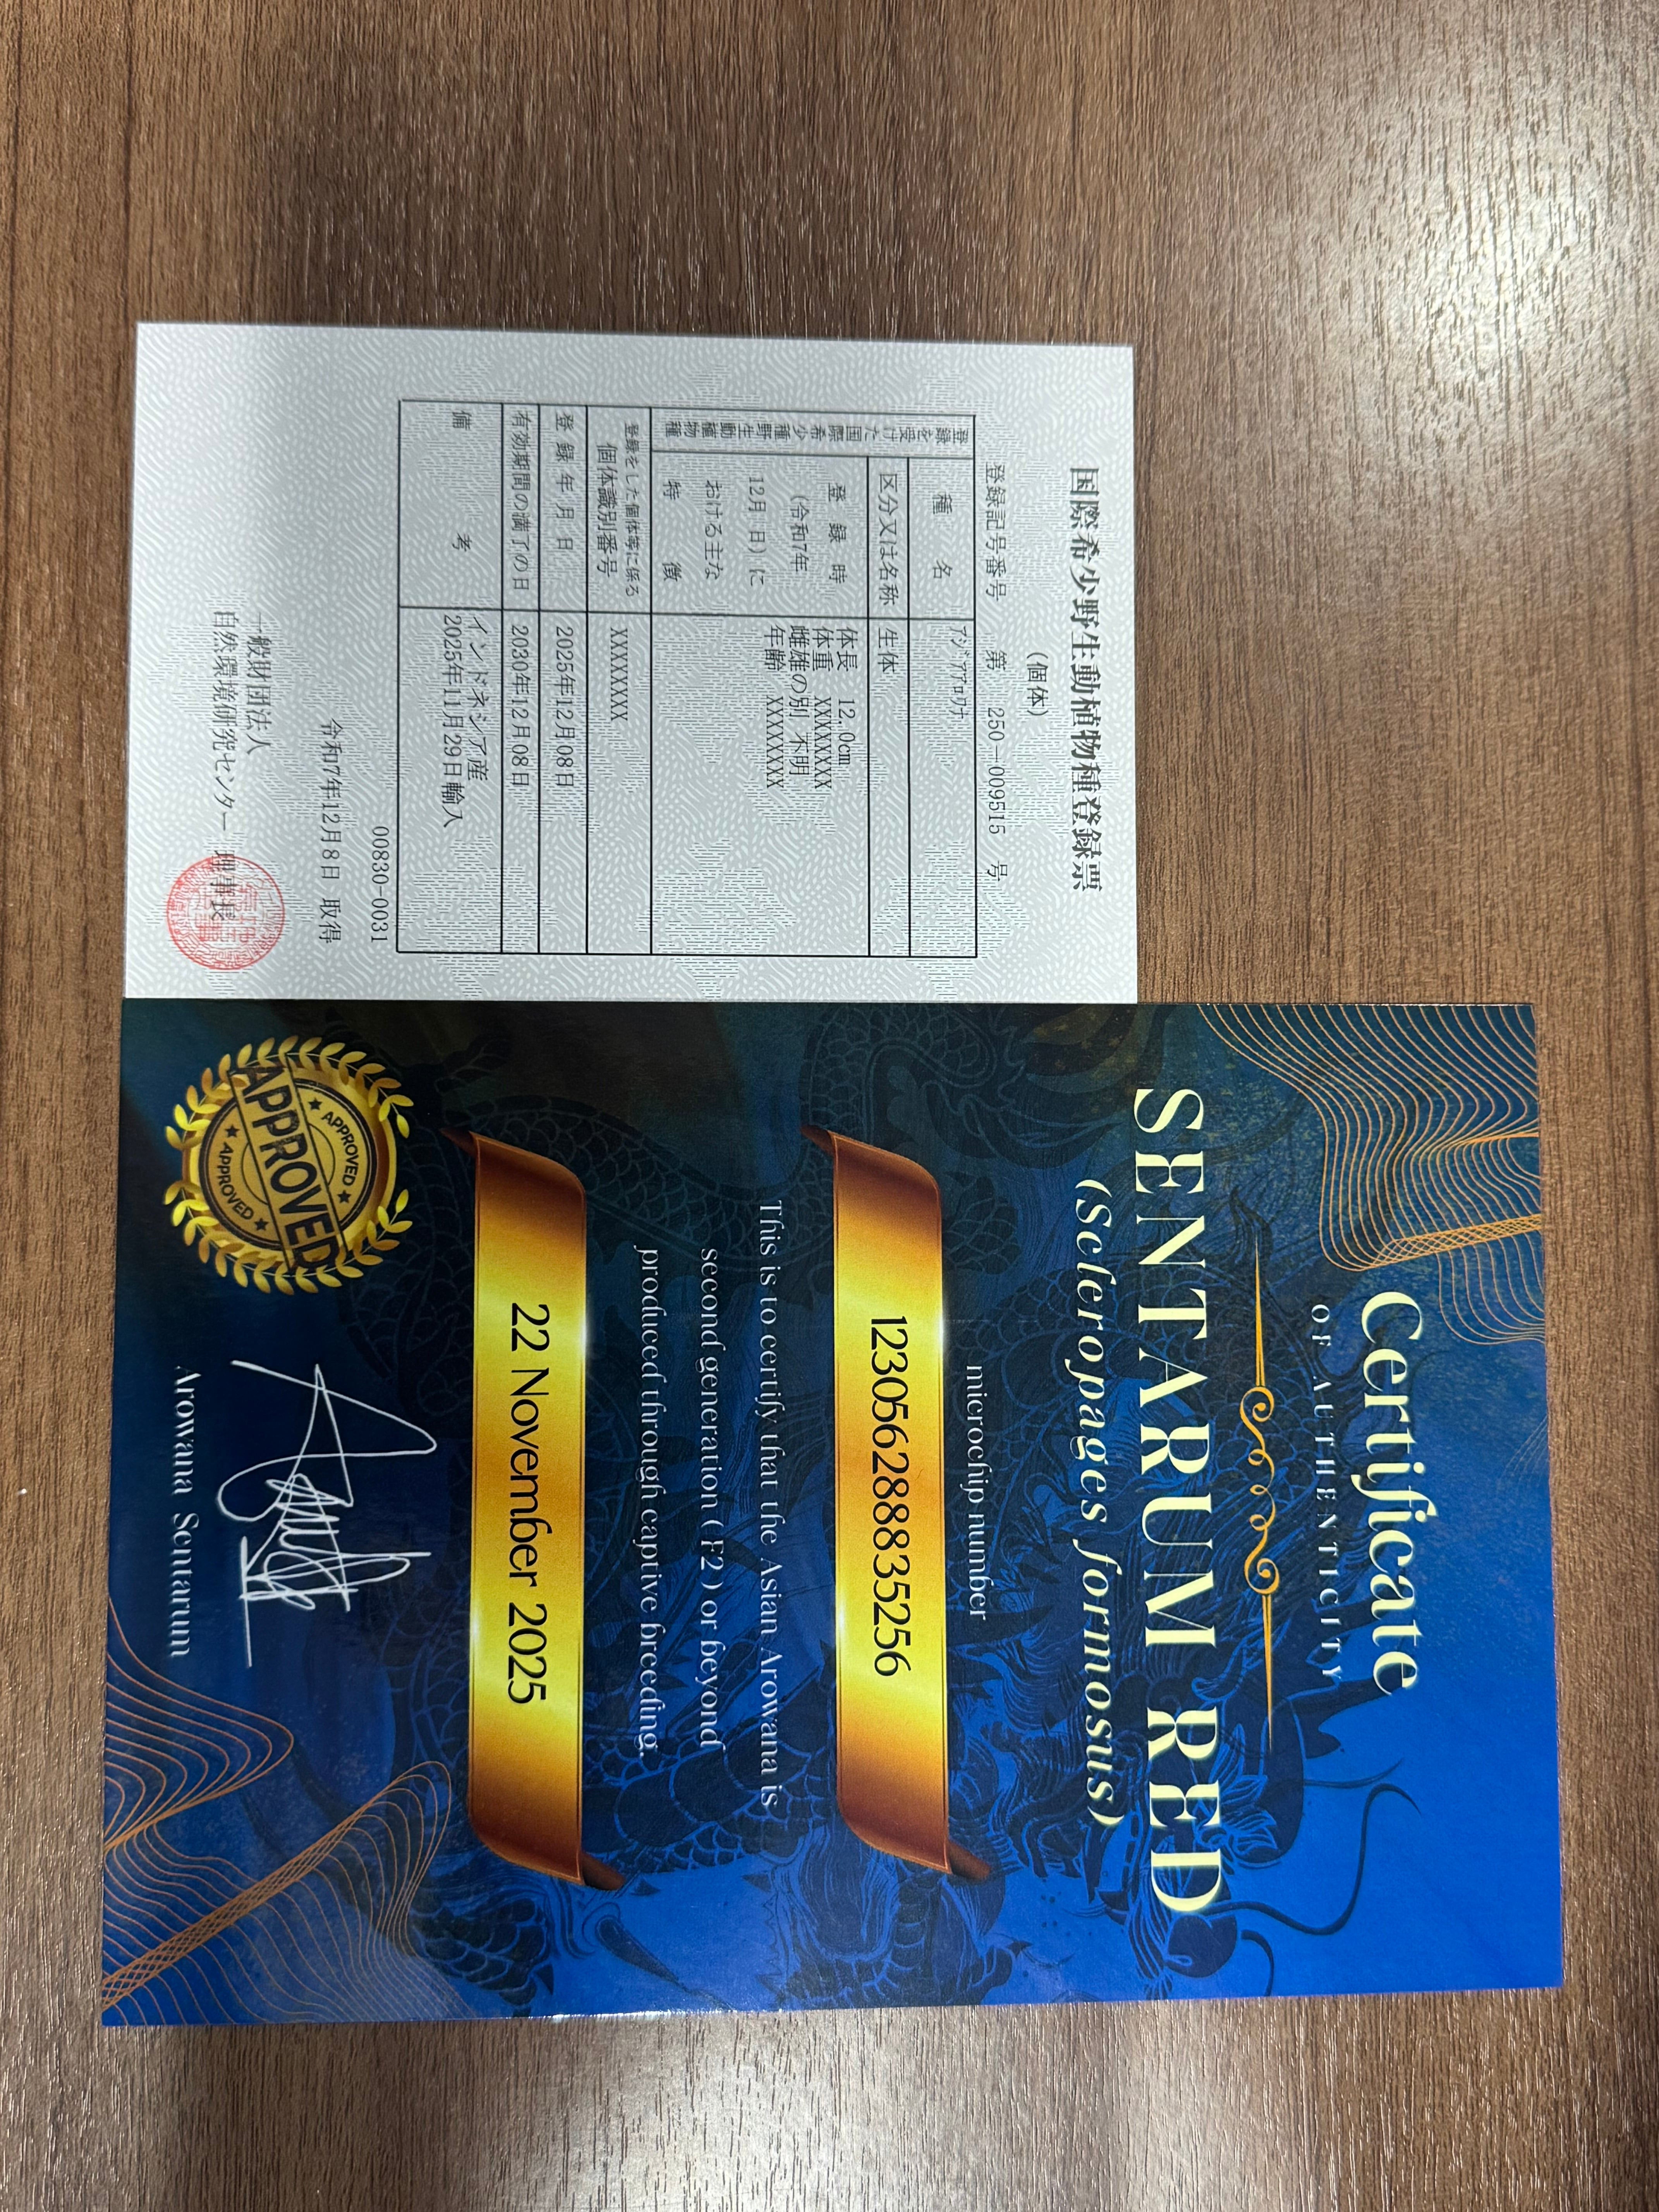 国際希少野生動植物種登録票
(個体)
登録記号番号 第 250-009515 号
登録を受けた国際希少野生動植物種
種 名 アジアアロワナ
区分又は名称 生体
登 録 時
(令和7年
12月 日)に
おける主な
特 徴
体長 12.0cm
体重 XXXXXXXX
雌雄の別 不明
年齢 XXXXXXXX
登録をした個体等に係る
個体識別番号 XXXXXXXX
登 録 年 月 日 2025年12月08日
有効期間の満了の日 2030年12月08日
備 考 インドネシア産
2025年11月29日輸入
00830-0031
令和7年12月8日 取得
一般財団法人
自然環境研究センター 理事長
Certificate
OF AUTHENTICITY
SENTARUM RED
(Scleropages formosus)
microchip number
123056288835256
This is to certify that the Asian Arowana is
second generation ( F2 ) or beyond
produced through captive breeding.
22 November 2025
APPROVED
APPROVED
APPROVED
Arowana Sentarum